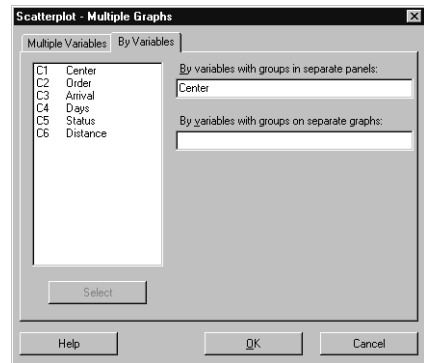 Scatterplot - Multiple Graphs
Multiple Variables
By Variables
C1 Center
C2 Order
C3 Arrival
C4 Days
C5 Status
C6 Distance
By variables with groups in separate panels:
Center
By variables with groups on separate graphs:
Select
Help
OK
Cancel